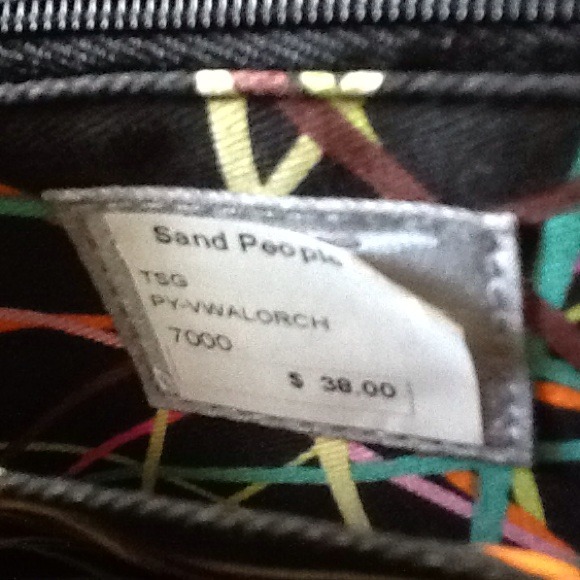 Sand People
TSG
PY-VWALORCH
7000
$ 38.00